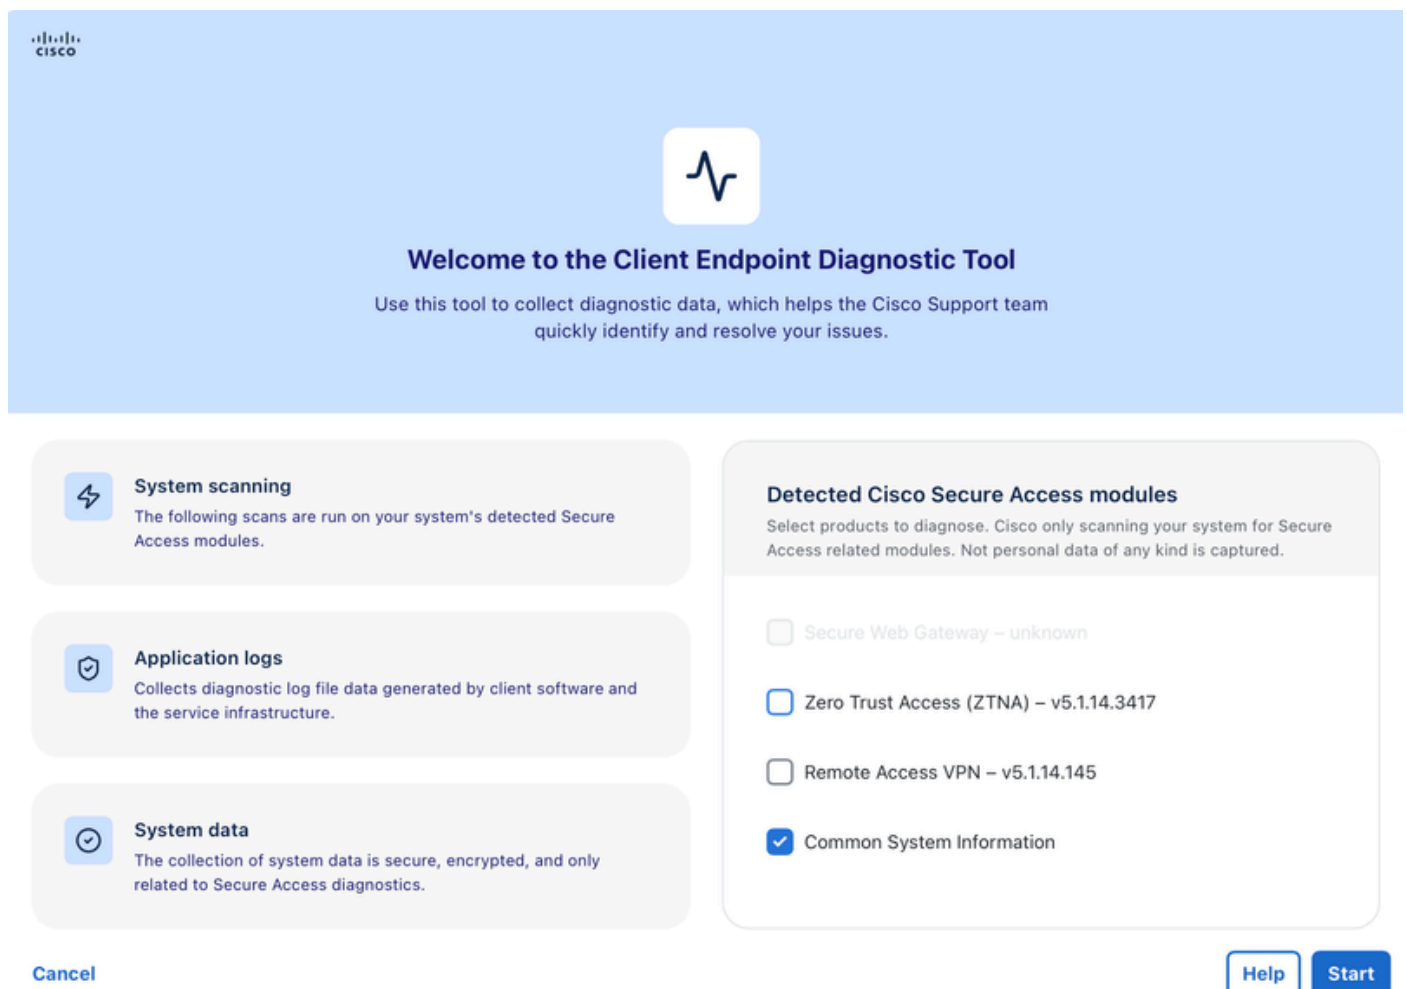 CISCO
Welcome to the Client Endpoint Diagnostic Tool
Use this tool to collect diagnostic data, which helps the Cisco Support team
quickly identify and resolve your issues.
System scanning
The following scans are run on your system's detected Secure
Access modules.
Application logs
Collects diagnostic log file data generated by client software and
the service infrastructure.
System data
The collection of system data is secure, encrypted, and only
related to Secure Access diagnostics.
Detected Cisco Secure Access modules
Select products to diagnose. Cisco only scanning your system for Secure
Access related modules. Not personal data of any kind is captured.
Secure Web Gateway – unknown
Zero Trust Access (ZTNA) – v5.1.14.3417
Remote Access VPN – v5.1.14.145
Common System Information
Cancel
Help
Start